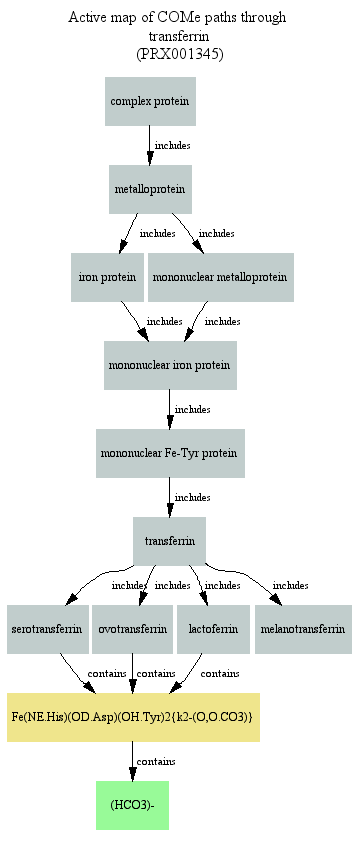 Active map of COMe paths through
transferrin
(PRX001345)
complex protein
includes
metalloprotein
includes
includes
iron protein
mononuclear metalloprotein
includes
includes
mononuclear iron protein
includes
mononuclear Fe-Tyr protein
includes
transferrin
includes
includes
includes
includes
serotransferrin
ovotransferrin
lactoferrin
melanotransferrin
contains
contains
contains
Fe(NE.His)(OD.Asp)(OH.Tyr)2{k2-(O,O.CO3)}
contains
(HCO3)-